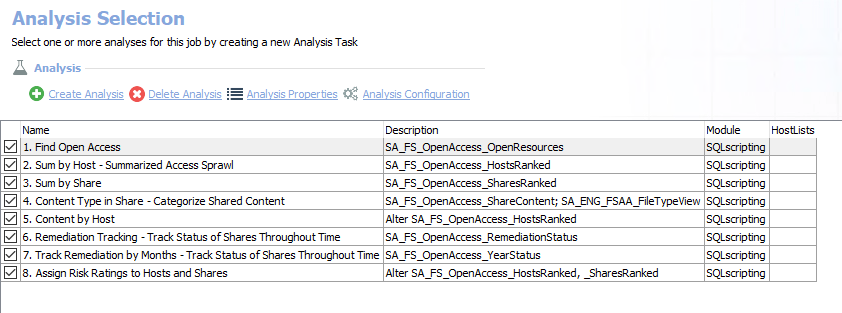 Analysis Selection
Select one or more analyses for this job by creating a new Analysis Task
Analysis
Create Analysis Delete Analysis Analysis Properties Analysis Configuration
Name Description Module HostLists
1. Find Open Access SA_FS_OpenAccess_OpenResources SQLscripting
2. Sum by Host - Summarized Access Sprawl SA_FS_OpenAccess_HostsRanked SQLscripting
3. Sum by Share SA_FS_OpenAccess_SharesRanked SQLscripting
4. Content Type in Share - Categorize Shared Content SA_FS_OpenAccess_ShareContent; SA_ENG_FSAA_FileTypeView SQLscripting
5. Content by Host Alter SA_FS_OpenAccess_HostsRanked SQLscripting
6. Remediation Tracking - Track Status of Shares Throughout Time SA_FS_OpenAccess_RemediationStatus SQLscripting
7. Track Remediation by Months - Track Status of Shares Throughout Time SA_FS_OpenAccess_YearStatus SQLscripting
8. Assign Risk Ratings to Hosts and Shares Alter SA_FS_OpenAccess_HostsRanked, _SharesRanked SQLscripting